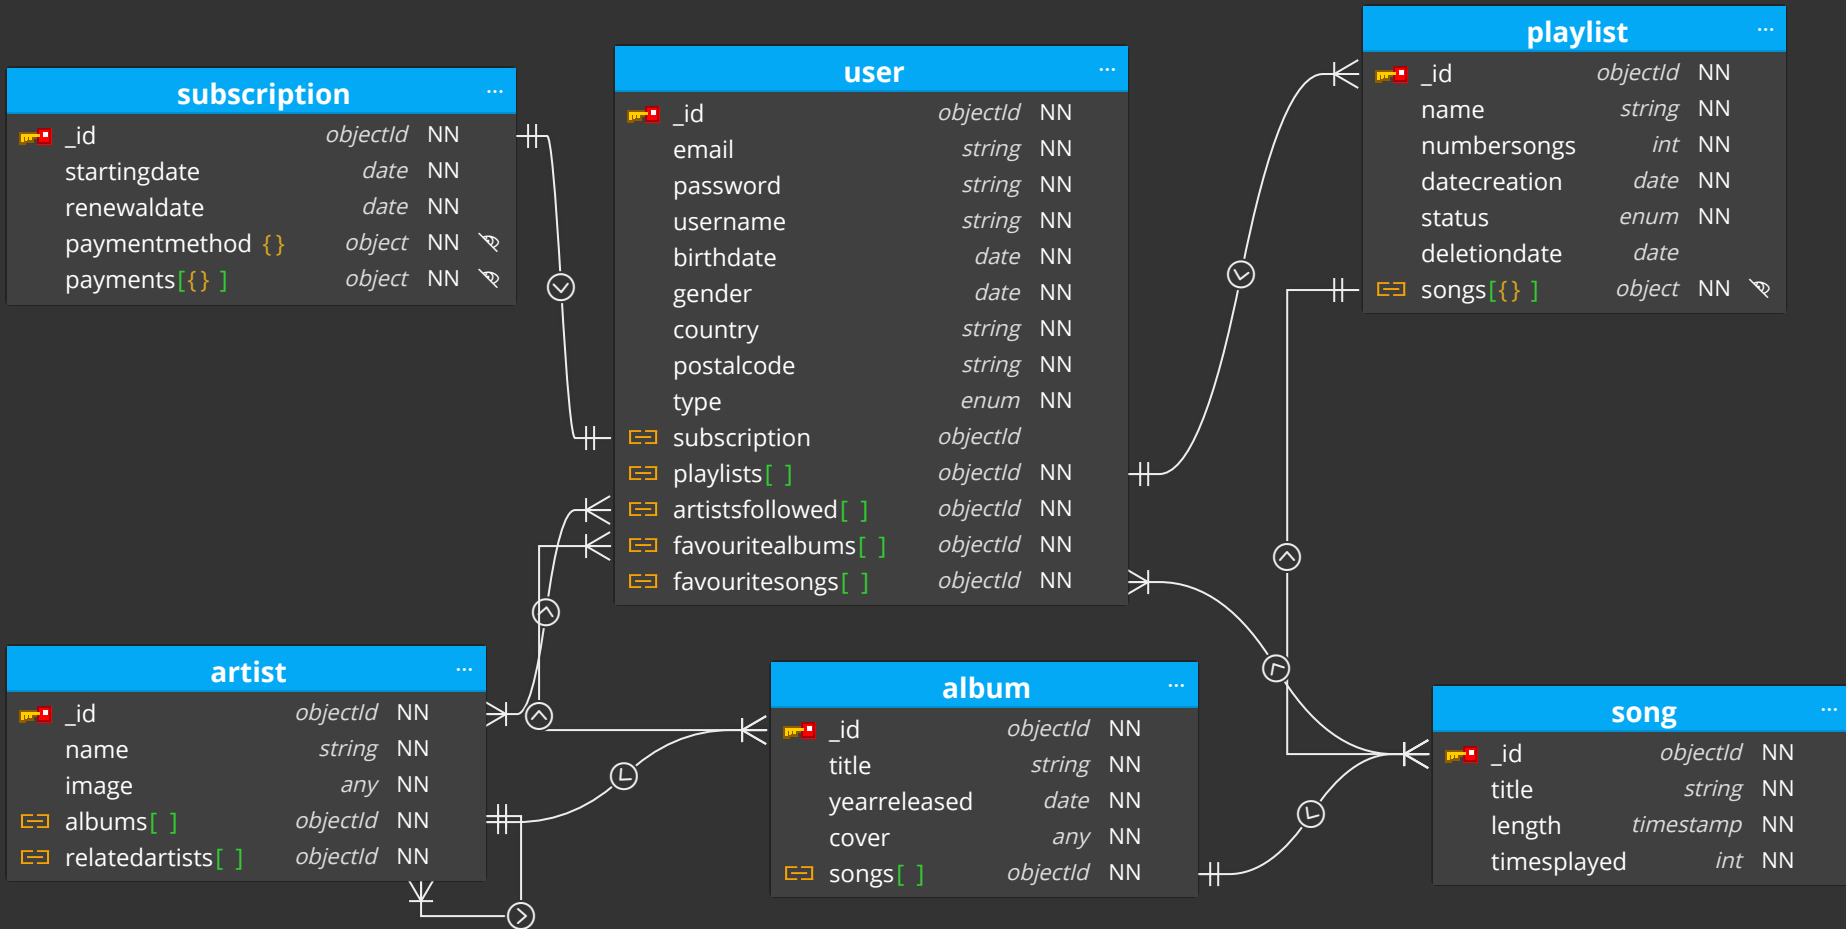 subscription ...
_id objectId NN
startingdate date NN
renewaldate date NN
paymentmethod {} object NN
payments[{} ] object NN
user ...
_id objectId NN
email string NN
password string NN
username string NN
birthdate date NN
gender date NN
country string NN
postalcode string NN
type enum NN
subscription objectId
playlists[ ] objectId NN
artistsfollowed[ ] objectId NN
favouritealbums[ ] objectId NN
favouritesongs[ ] objectId NN
playlist ...
_id objectId NN
name string NN
numbersongs int NN
datecreation date NN
status enum NN
deletiondate date
songs[{} ] object NN
artist ...
_id objectId NN
name string NN
image any NN
albums[ ] objectId NN
relatedartists[ ] objectId NN
album ...
_id objectId NN
title string NN
yearreleased date NN
cover any NN
songs[ ] objectId NN
song ...
_id objectId NN
title string NN
length timestamp NN
timesplayed int NN